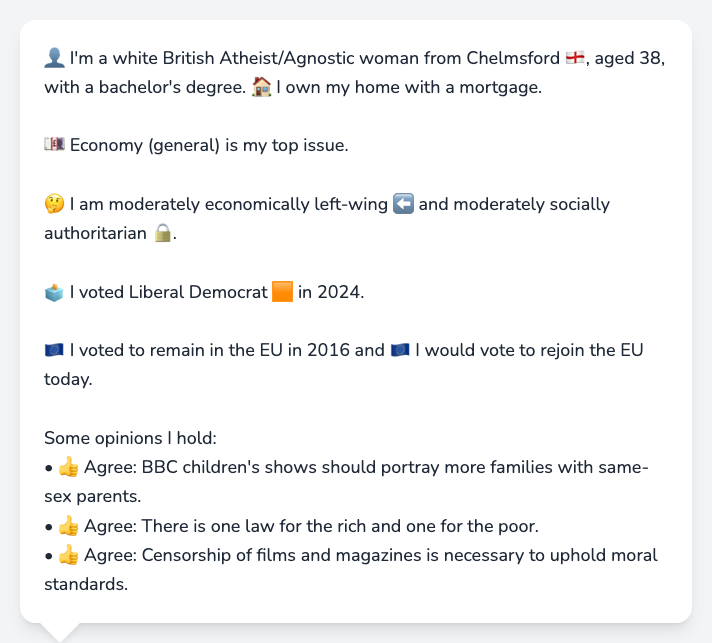 👤 I'm a white British Atheist/Agnostic woman from Chelmsford 🏴󠁧󠁢󠁥󠁮󠁧󠁿, aged 38,
with a bachelor's degree. 🏠 I own my home with a mortgage.
💷 Economy (general) is my top issue.
🤔 I am moderately economically left-wing ⬅️ and moderately socially
authoritarian 🔒.
🗳️ I voted Liberal Democrat 🟧 in 2024.
🇪🇺 I voted to remain in the EU in 2016 and 🇪🇺 I would vote to rejoin the EU
today.
Some opinions I hold:
• 👍 Agree: BBC children's shows should portray more families with same-
sex parents.
• 👍 Agree: There is one law for the rich and one for the poor.
• 👍 Agree: Censorship of films and magazines is necessary to uphold moral
standards.